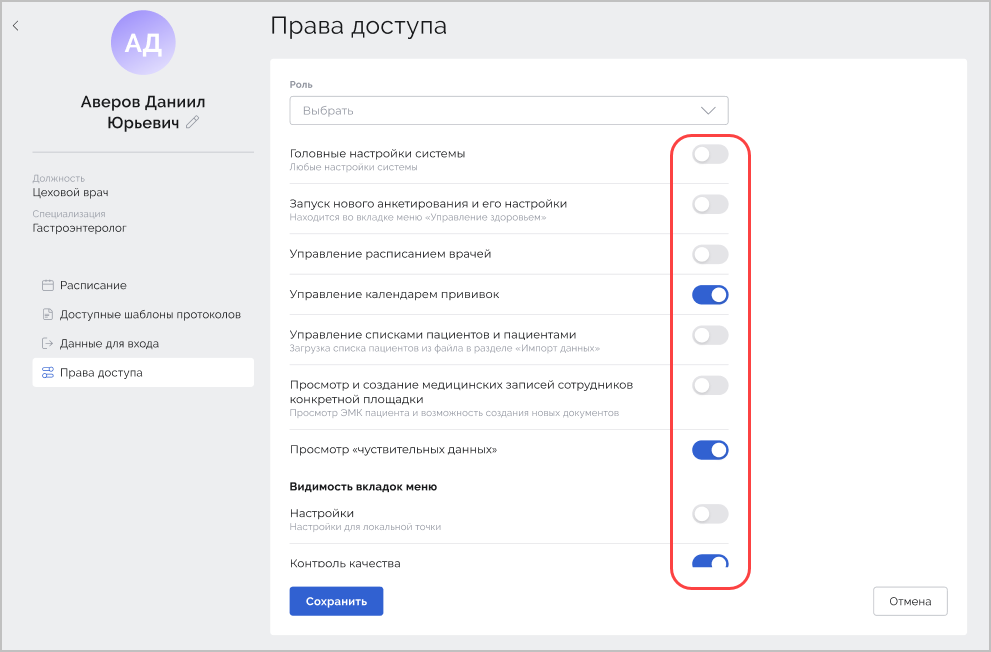 АД
Аверов Даниил
Юрьевич
Должность
Цеховой врач
Специализация
Гастроэнтеролог
Расписание
Доступные шаблоны протоколов
Данные для входа
Права доступа
Права доступа
Роль
Выбрать
Головные настройки системы
Любые настройки системы
Запуск нового анкетирования и его настройки
Находится во вкладке меню «Управление здоровьем»
Управление расписанием врачей
Управление календарем прививок
Управление списками пациентов и пациентами
Загрузка списка пациентов из файла в разделе «Импорт данных»
Просмотр и создание медицинских записей сотрудников
конкретной площадки
Просмотр ЭМК пациента и возможность создания новых документов
Просмотр «чуствительных данных»
Видимость вкладок меню
Настройки
Настройки для локальной точки
Контроль качества
Сохранить
Отмена